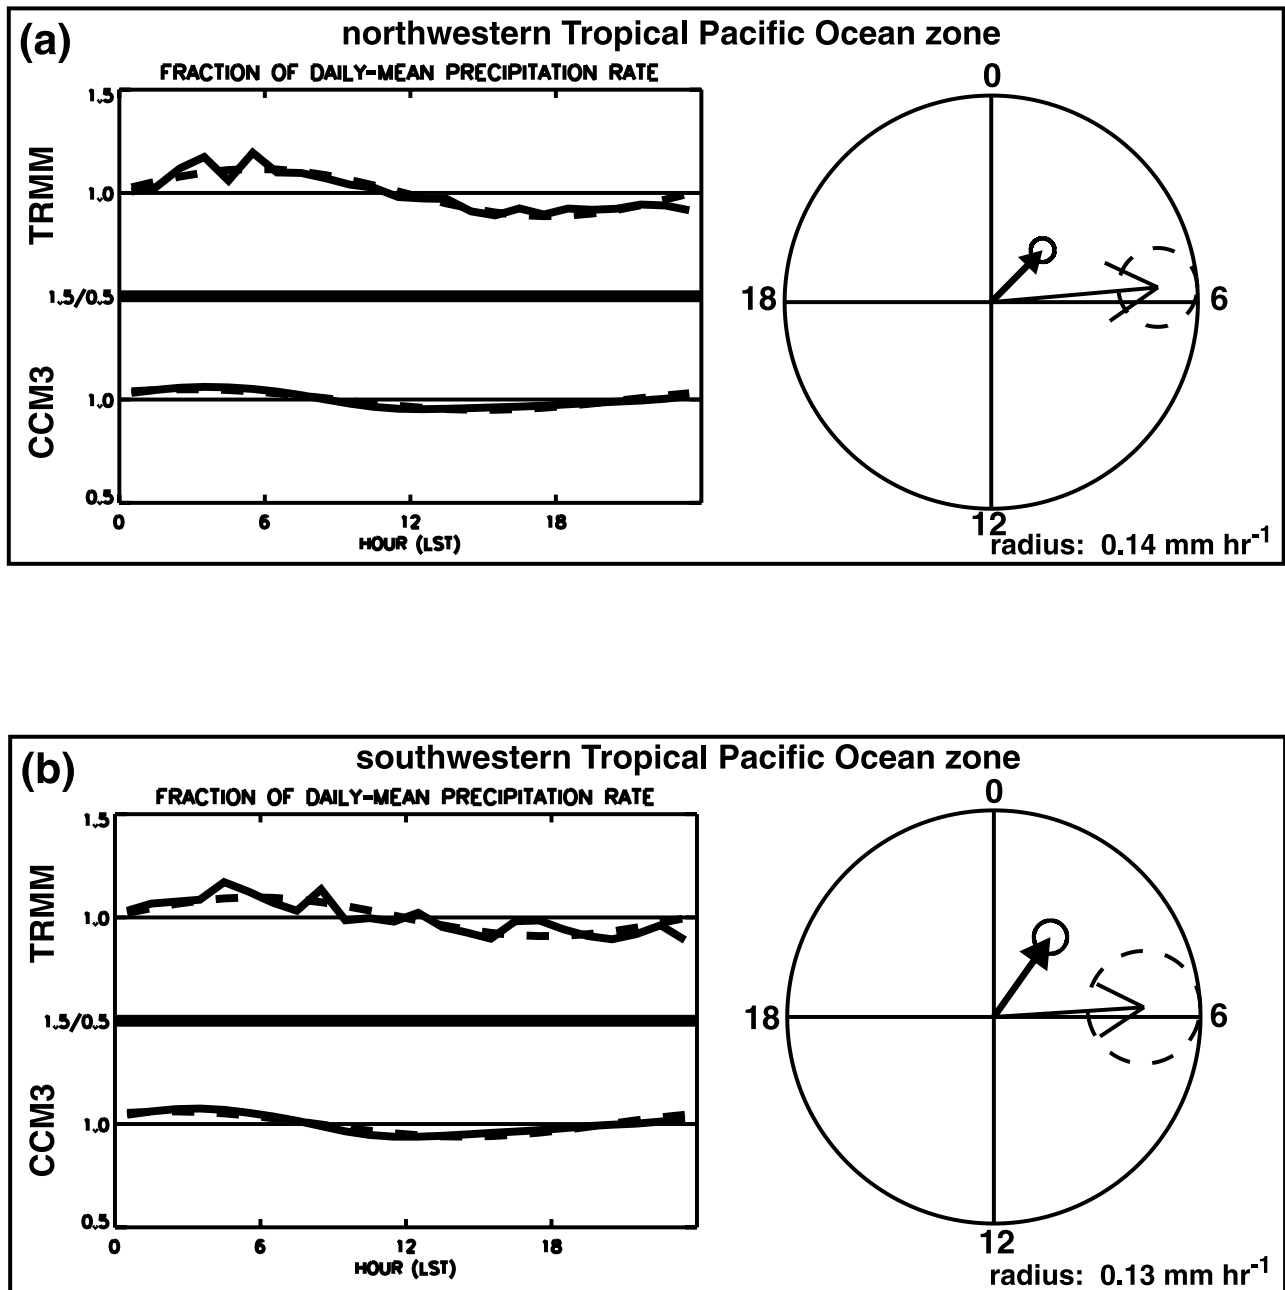 (a)
northwestern Tropical Pacific Ocean zone
FRACTION OF DAILY-MEAN PRECIPITATION RATE
1.5
TRMM
1.0
1.5/0.5
CCM3
1.0
0.5
0 6 12 18
HOUR (LST)
0
18
6
12
radius: 0.14 mm hr-1
(b)
southwestern Tropical Pacific Ocean zone
FRACTION OF DAILY-MEAN PRECIPITATION RATE
1.5
TRMM
1.0
1.5/0.5
CCM3
1.0
0.5
0 6 12 18
HOUR (LST)
0
18
6
12
radius: 0.13 mm hr-1